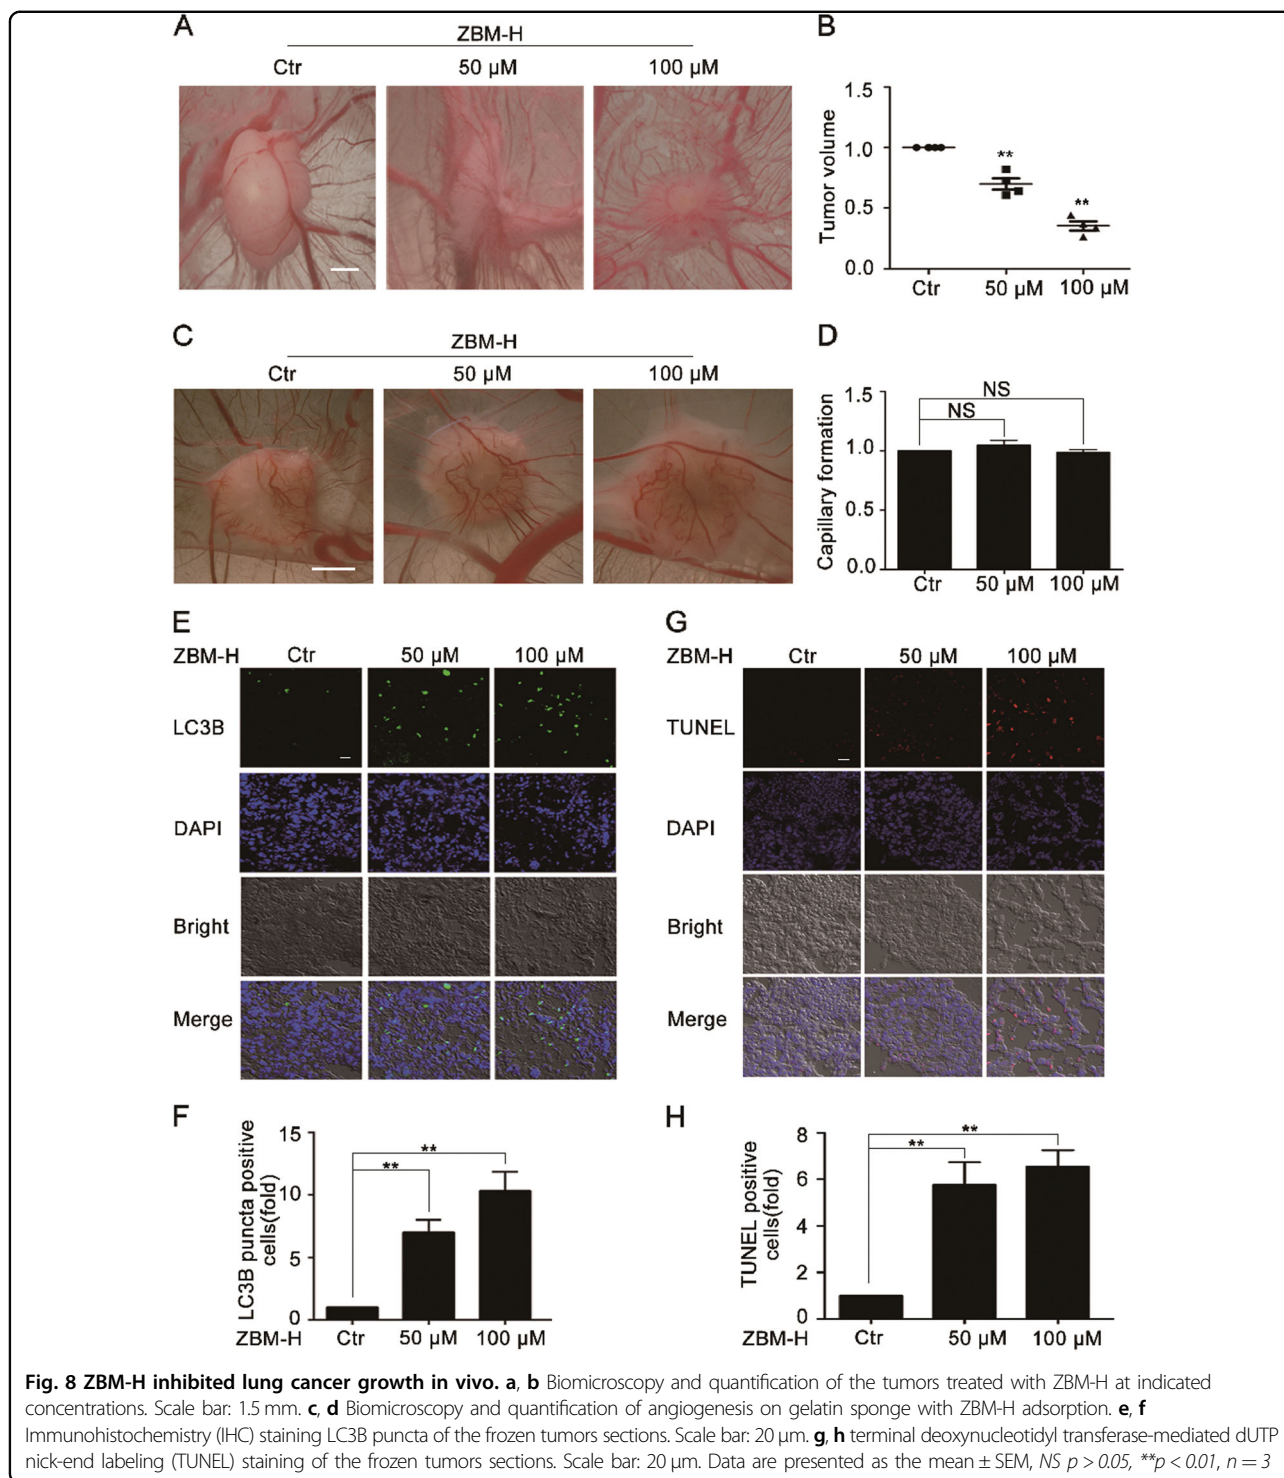 A
ZBM-H
Ctr 50 µM 100 µM
B
Tumor volume
1.5
1.0
0.5
0.0
**
**
Ctr 50 µM 100 µM
C
ZBM-H
Ctr 50 µM 100 µM
D
Capillary formation
1.5
1.0
0.5
0.0
NS
NS
Ctr 50 µM 100 µM
E
ZBM-H Ctr 50 µM 100 µM
LC3B
DAPI
Bright
Merge
G
ZBM-H Ctr 50 µM 100 µM
TUNEL
DAPI
Bright
Merge
F
LC3B puncta positive
cells(fold)
15
10
5
0
**
**
ZBM-H Ctr 50 µM 100 µM
H
TUNEL positive
cells(fold)
8
6
4
2
0
**
**
ZBM-H Ctr 50 µM 100 µM
Fig. 8 ZBM-H inhibited lung cancer growth in vivo. a, b Biomicroscopy and quantification of the tumors treated with ZBM-H at indicated
concentrations. Scale bar: 1.5 mm. c, d Biomicroscopy and quantification of angiogenesis on gelatin sponge with ZBM-H adsorption. e, f
Immunohistochemistry (IHC) staining LC3B puncta of the frozen tumors sections. Scale bar: 20 µm. g, h terminal deoxynucleotidyl transferase-mediated dUTP
nick-end labeling (TUNEL) staining of the frozen tumors sections. Scale bar: 20 µm. Data are presented as the mean ± SEM, NS p > 0.05, **p < 0.01, n = 3